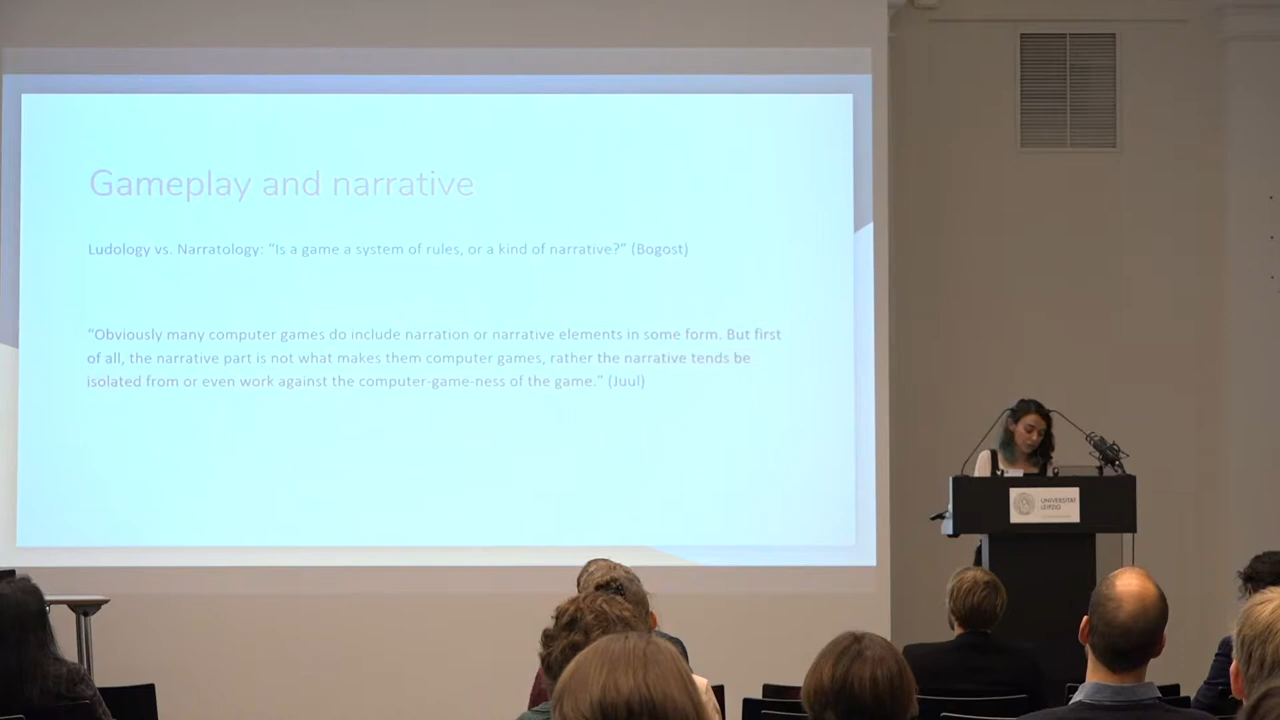 Gameplay and narrative
Ludology vs. Narratology: “Is a game a system of rules, or a kind of narrative?” (Bogost)
“Obviously many computer games do include narration or narrative elements in some form. But first
of all, the narrative part is not what makes them computer games, rather the narrative tends be
isolated from or even work against the computer-game-ness of the game.” (Juul)
UNIVERSITÄT
LEIPZIG